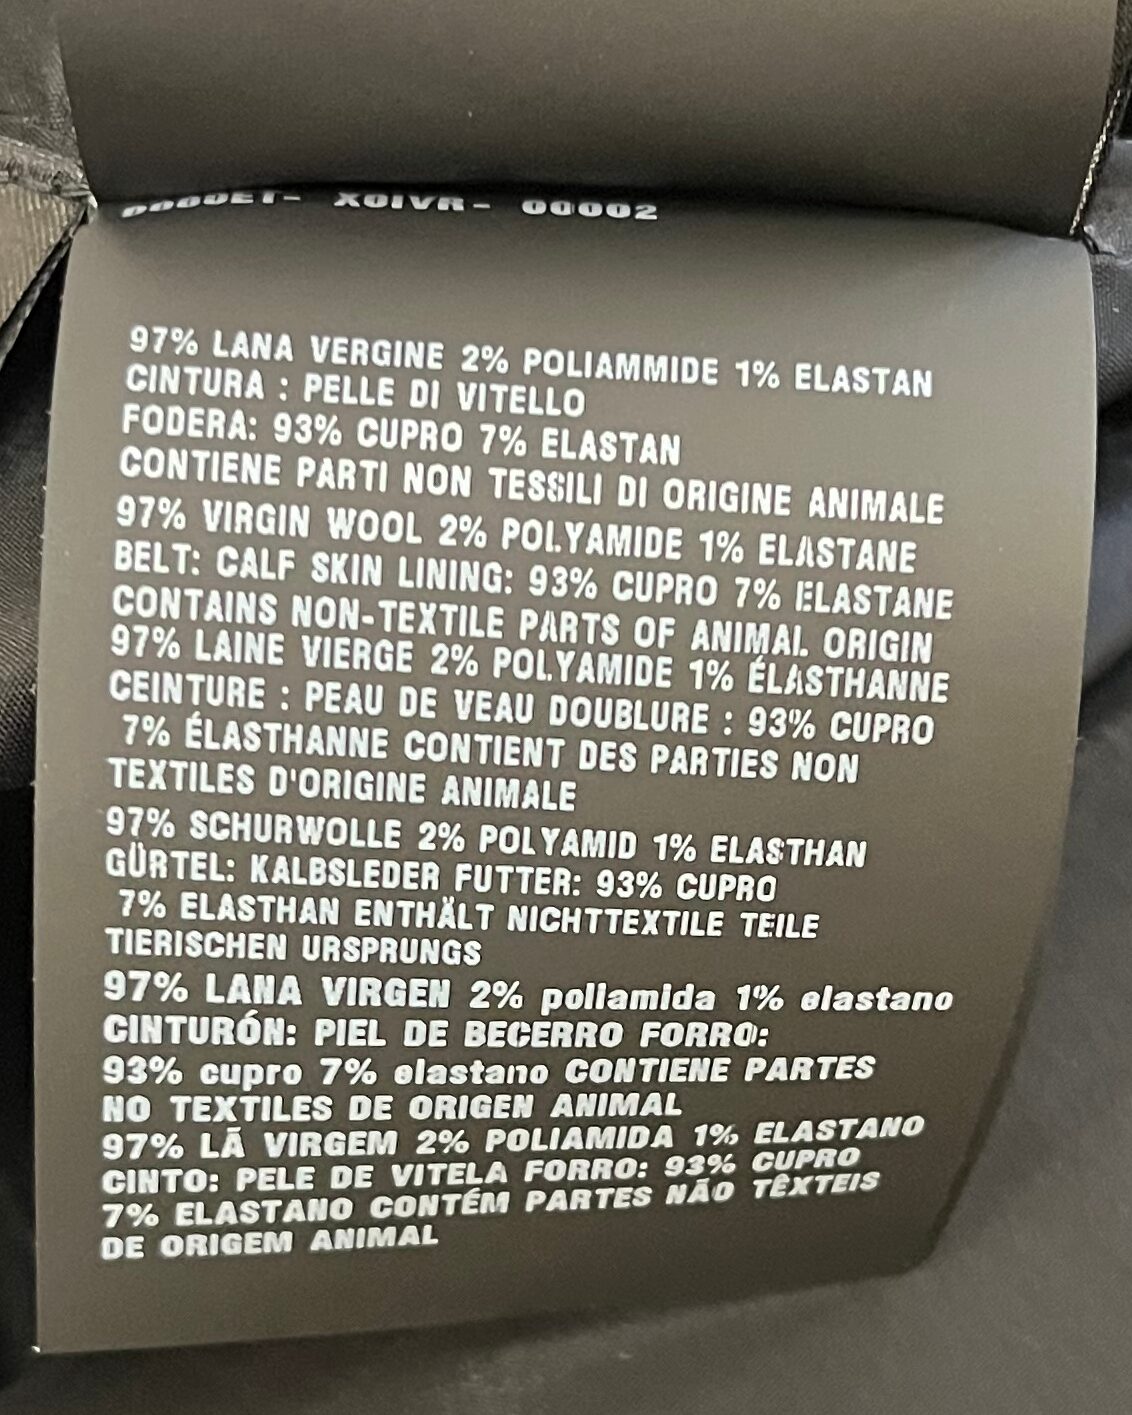 XOIVR- 00002
97% LANA VERGINE 2% POLIAMMIDE 1% ELASTAN
CINTURA : PELLE DI VITELLO
FODERA: 93% CUPRO 7% ELASTAN
CONTIENE PARTI NON TESSILI DI ORIGINE ANIMALE
97% VIRGIN WOOL 2% POLYAMIDE 1% ELASTANE
BELT: CALF SKIN LINING: 93% CUPRO 7% ELASTANE
CONTAINS NON-TEXTILE PARTS OF ANIMAL ORIGIN
97% LAINE VIERGE 2% POLYAMIDE 1% ÉLASTHANNE
CEINTURE : PEAU DE VEAU DOUBLURE : 93% CUPRO
7% ÉLASTHANNE CONTIENT DES PARTIES NON
TEXTILES D'ORIGINE ANIMALE
97% SCHURWOLLE 2% POLYAMID 1% ELASTHAN
GÜRTEL: KALBSLEDER FUTTER: 93% CUPRO
7% ELASTHAN ENTHÄLT NICHTTEXTILE TEILE
TIERISCHEN URSPRUNGS
97% LANA VIRGEN 2% poliamida 1% elastano
CINTURÓN: PIEL DE BECERRO FORRO:
93% cupro 7% elastano CONTIENE PARTES
NO TEXTILES DE ORIGEN ANIMAL
97% LÃ VIRGEM 2% POLIAMIDA 1% ELASTANO
CINTO: PELE DE VITELA FORRO: 93% CUPRO
7% ELASTANO CONTÉM PARTES NÃO TÊXTEIS
DE ORIGEM ANIMAL